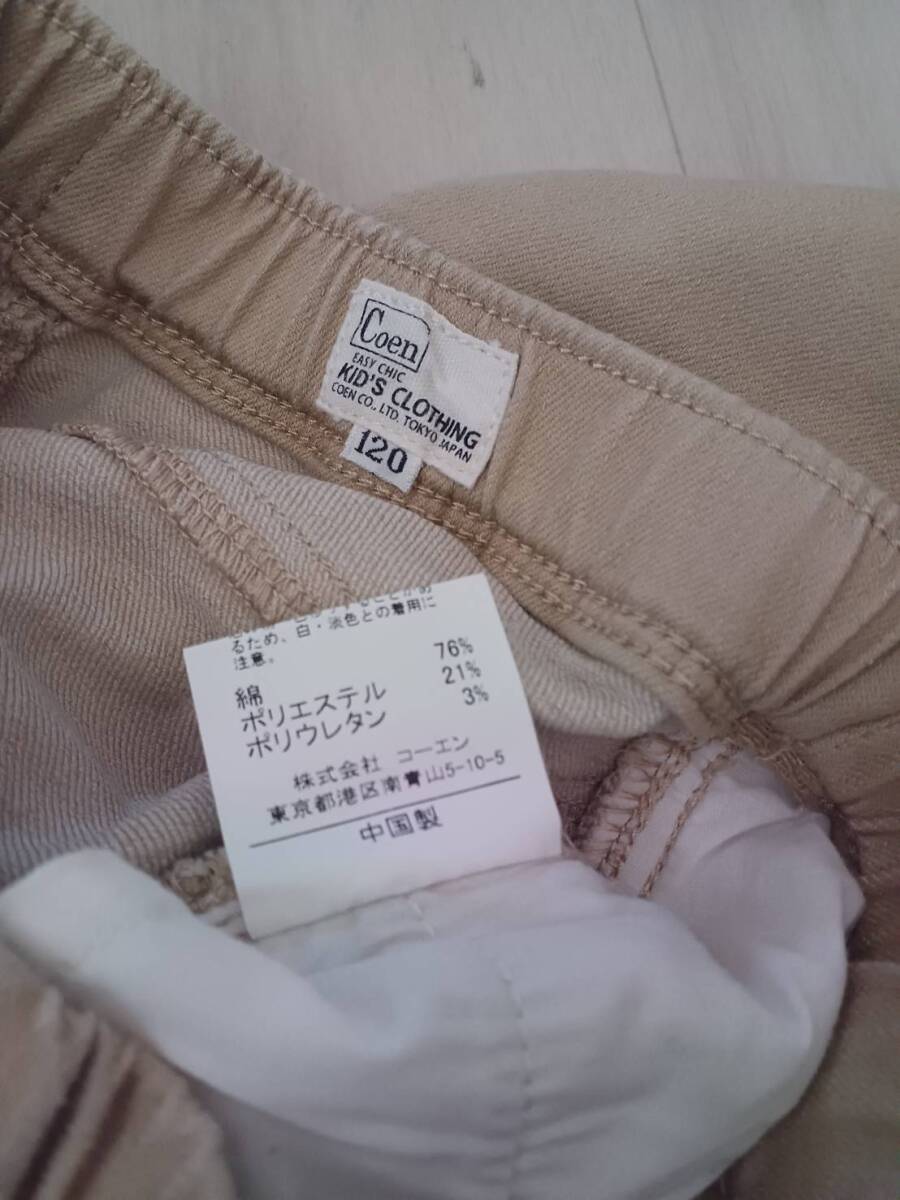 Coen
EASY CHIC
KID'S CLOTHING
COEN CO., LTD. TOKYO JAPAN
120
るため、白・淡色との着用に
注意。
綿 76%
ポリエステル 21%
ポリウレタン 3%
株式会社 コーエン
東京都港区南青山5-10-5
中国製